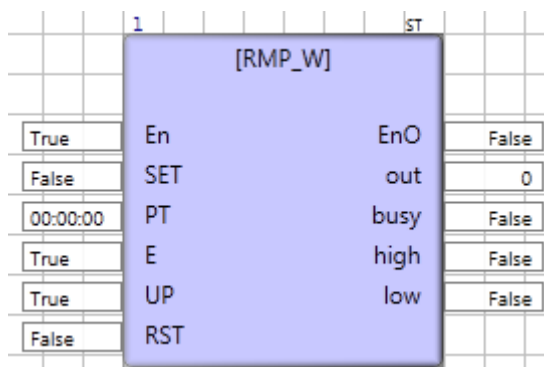 1 ST
[RMP_W]
True En EnO False
False SET out 0
00:00:00 PT busy False
True E high False
True UP low False
False RST